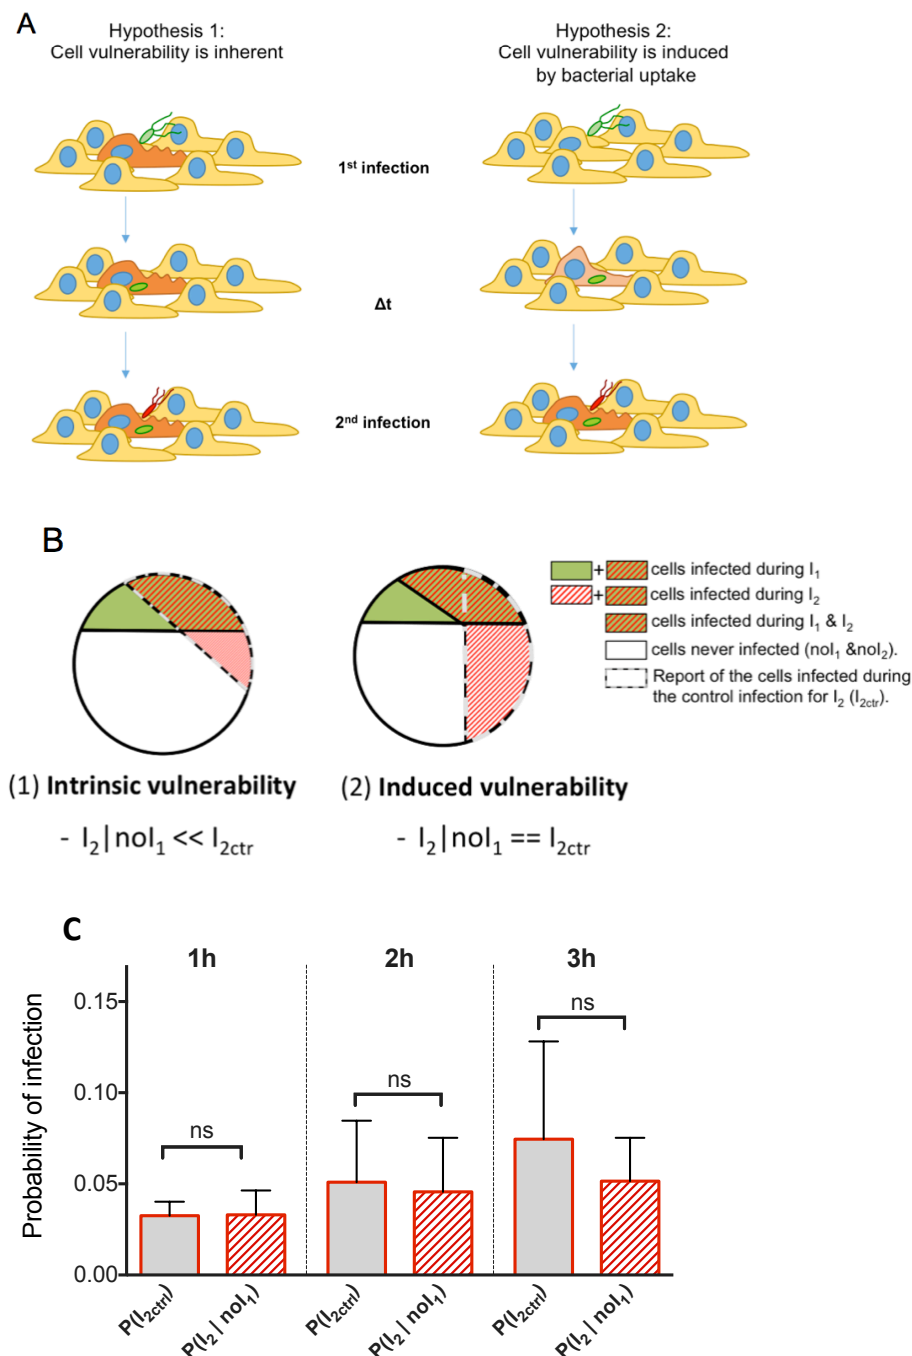 A
Hypothesis 1:
Cell vulnerability is inherent
Hypothesis 2:
Cell vulnerability is induced
by bacterial uptake
1st infection
Δt
2nd infection
B
+ cells infected during I1
+ cells infected during I2
cells infected during I1 & I2
cells never infected (noI1 &noI2).
Report of the cells infected during
the control infection for I2 (I2ctr).
(1) Intrinsic vulnerability
- I2|noI1 << I2ctr
(2) Induced vulnerability
- I2|noI1 == I2ctr
C
1h
2h
3h
Probability of infection
0.15
0.10
0.05
0.00
ns
ns
ns
P(I2ctrl)
P(I2 | noI1)
P(I2ctrl)
P(I2 | noI1)
P(I2ctrl)
P(I2 | noI1)